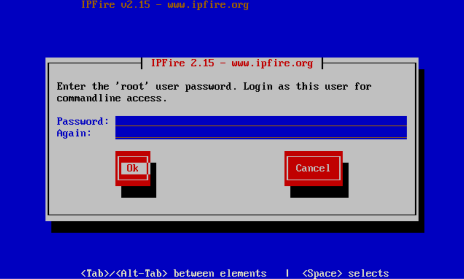 IPFire v2.15 - www.ipfire.org
IPFire 2.15 - www.ipfire.org
Enter the 'root' user password. Login as this user for
commandline access.
Password:
Again:
Ok Cancel
<Tab>/<Alt-Tab> between elements | <Space> selects